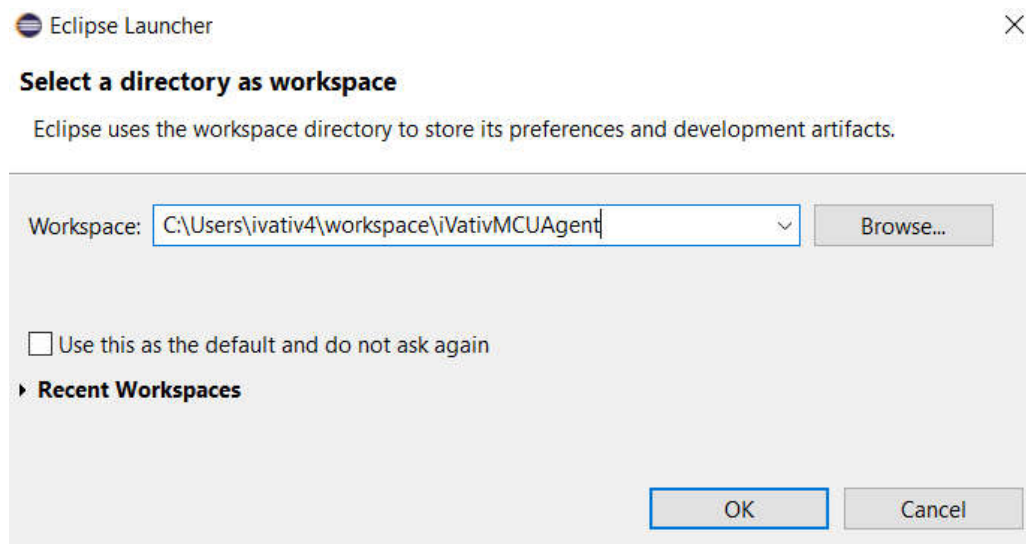 Eclipse Launcher
Select a directory as workspace
Eclipse uses the workspace directory to store its preferences and development artifacts.
Workspace: C:\Users\ivativ4\workspace\iVativMCUAgent Browse...
Use this as the default and do not ask again
Recent Workspaces
OK Cancel